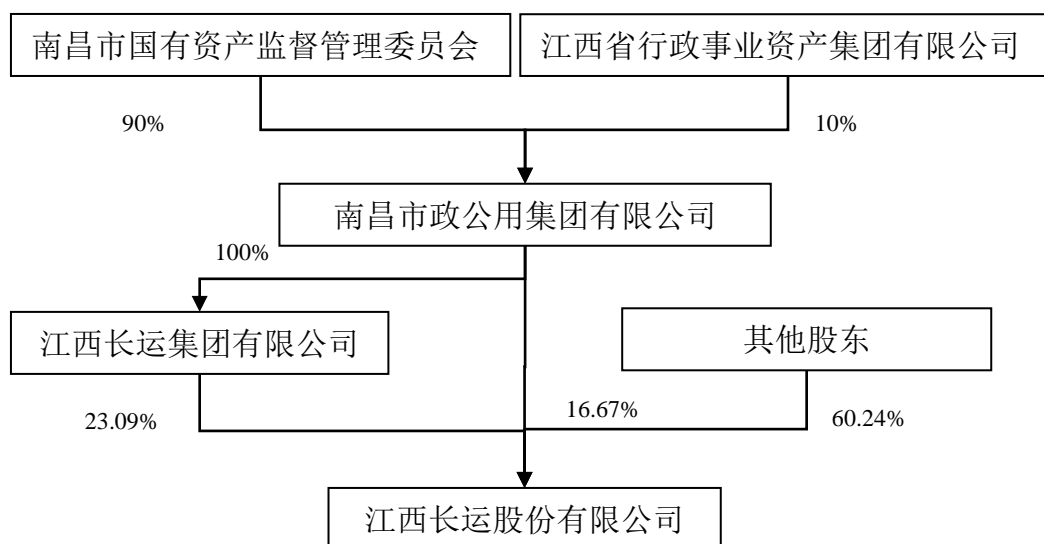 南昌市国有资产监督管理委员会
江西省行政事业资产集团有限公司
90%
10%
南昌市政公用集团有限公司
100%
江西长运集团有限公司
其他股东
23.09%
16.67%
60.24%
江西长运股份有限公司